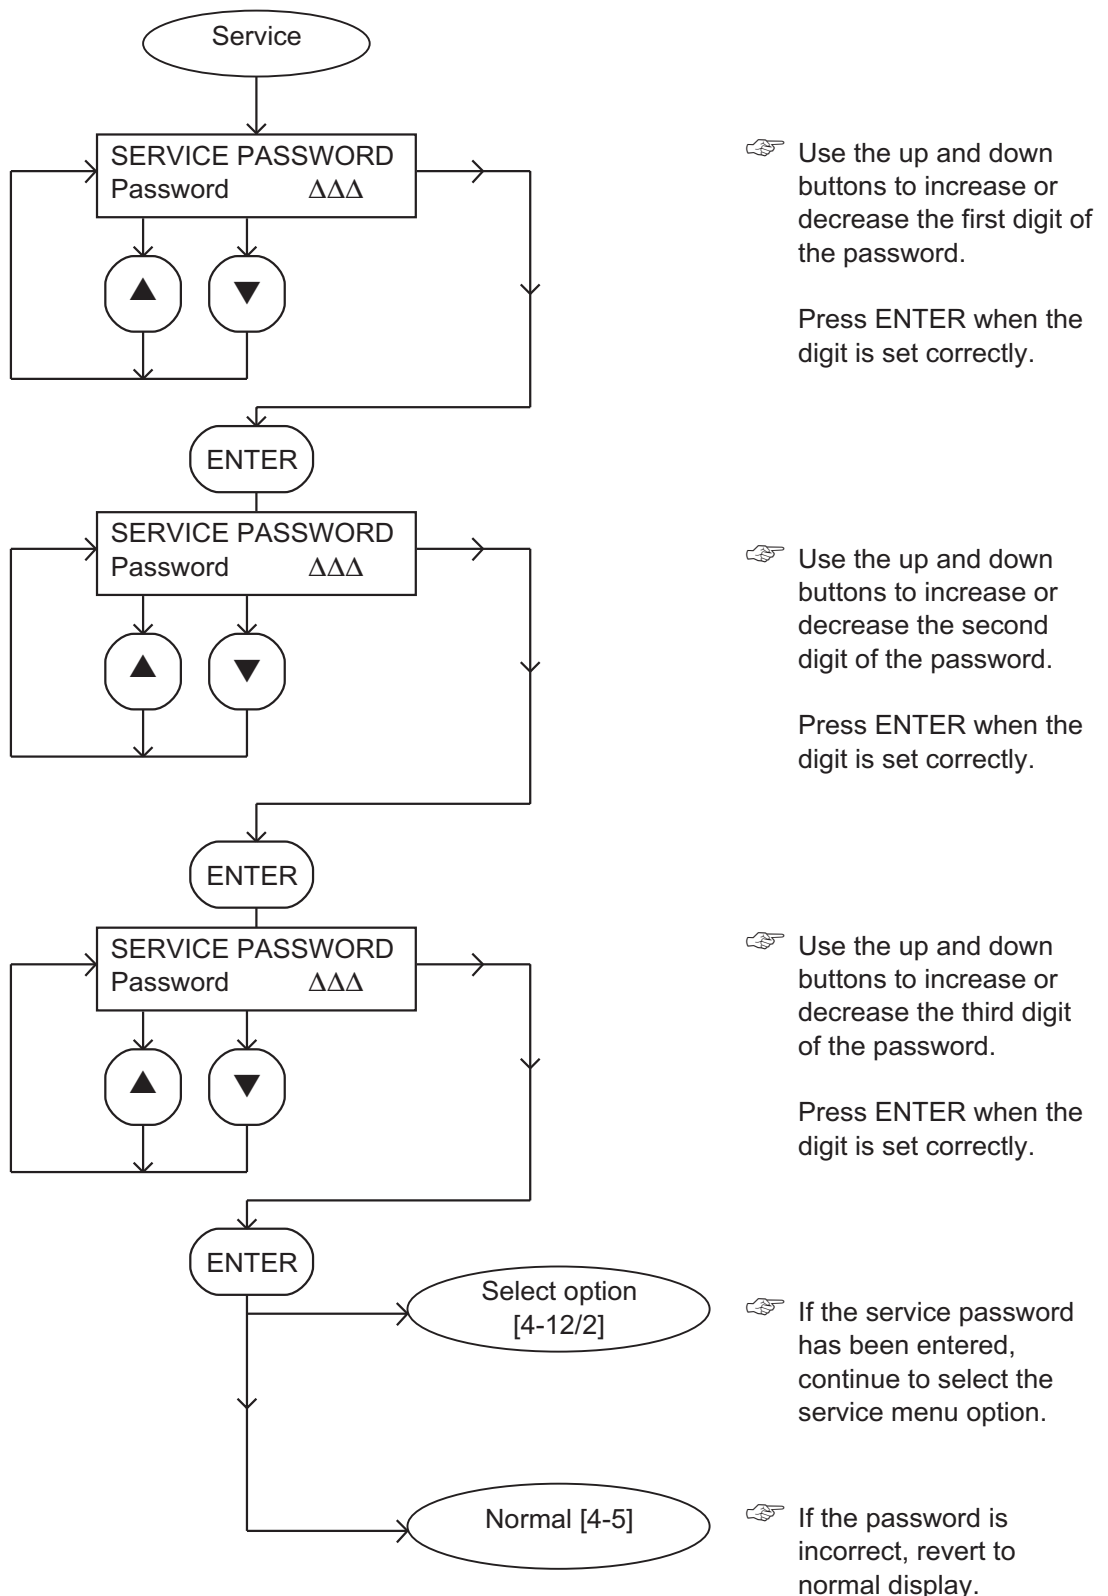 Service
SERVICE PASSWORD
Password ΔΔΔ
Use the up and down
buttons to increase or
decrease the first digit of
the password.
Press ENTER when the
digit is set correctly.
ENTER
SERVICE PASSWORD
Password ΔΔΔ
Use the up and down
buttons to increase or
decrease the second
digit of the password.
Press ENTER when the
digit is set correctly.
ENTER
SERVICE PASSWORD
Password ΔΔΔ
Use the up and down
buttons to increase or
decrease the third digit
of the password.
Press ENTER when the
digit is set correctly.
ENTER
Select option
[4-12/2]
If the service password
has been entered,
continue to select the
service menu option.
Normal [4-5]
If the password is
incorrect, revert to
normal display.